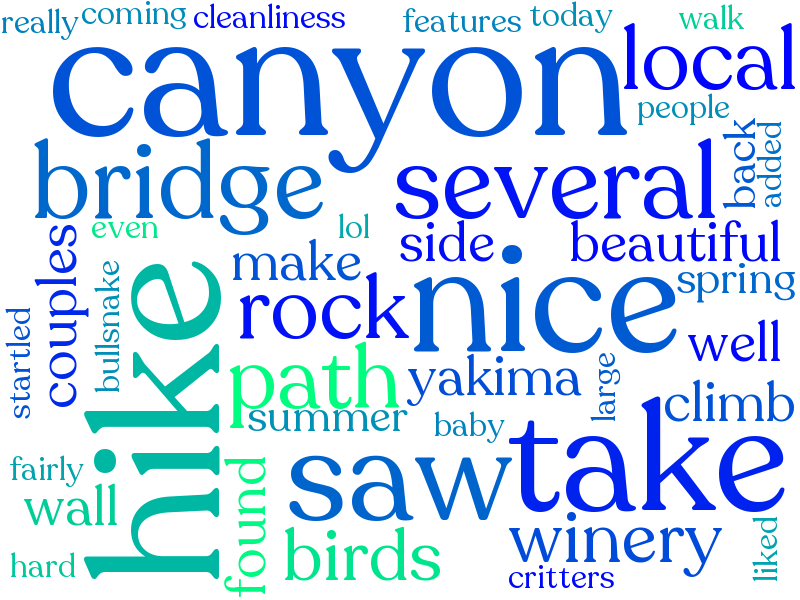 really
coming
cleanliness
features
today
walk
canyon
local
people
bridge
several
back
added
even
lol
side
beautiful
couples
make
nice
spring
bullsnake
hike
rock
startled
well
path
yakima
large
climb
summer
baby
take
fairly
saw
wall
found
winery
birds
hard
critters
liked